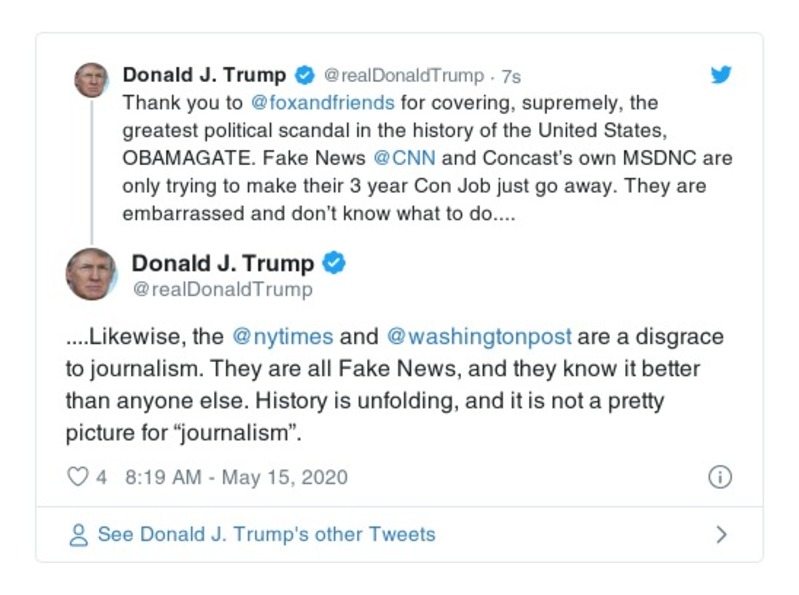 Donald J. Trump @realDonaldTrump · 7s
Thank you to @foxandfriends for covering, supremely, the
greatest political scandal in the history of the United States,
OBAMAGATE. Fake News @CNN and Concast’s own MSDNC are
only trying to make their 3 year Con Job just go away. They are
embarrassed and don’t know what to do....
Donald J. Trump
@realDonaldTrump
....Likewise, the @nytimes and @washingtonpost are a disgrace
to journalism. They are all Fake News, and they know it better
than anyone else. History is unfolding, and it is not a pretty
picture for “journalism”.
4 8:19 AM - May 15, 2020
See Donald J. Trump's other Tweets